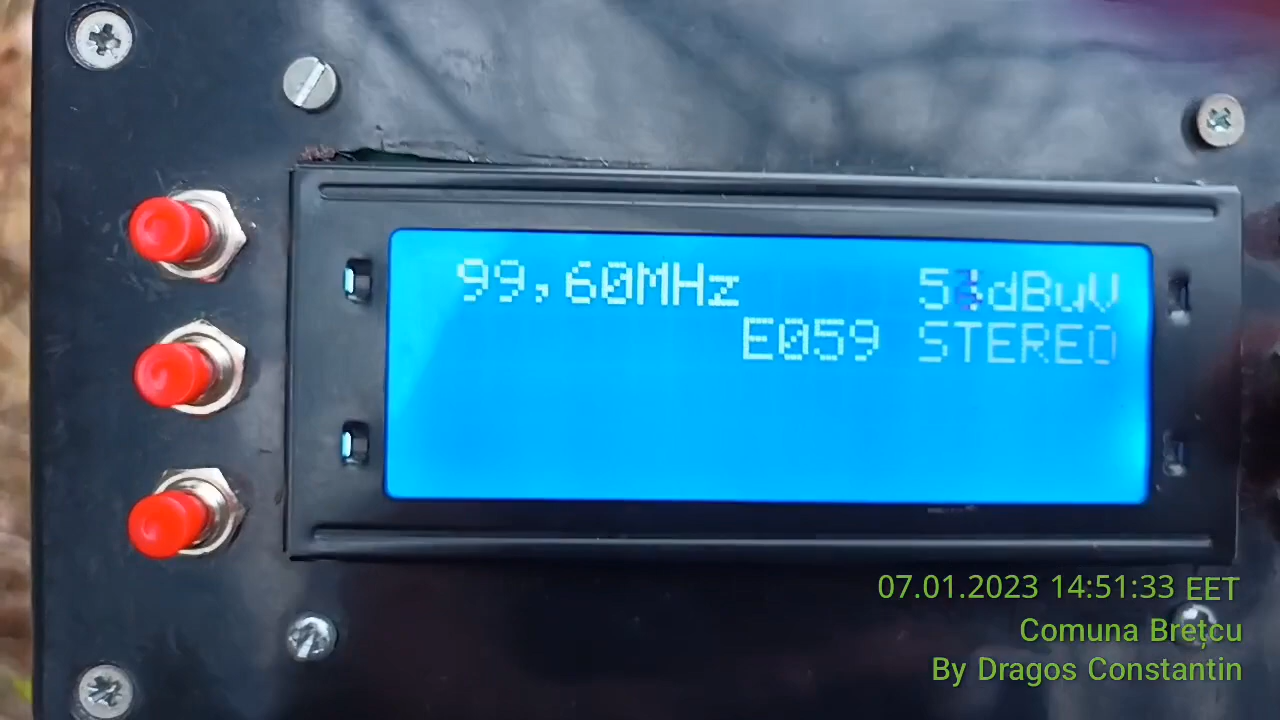 99,60MHz
E059 STEREO
07.01.2023 14:51:33 EET
Comuna Brețcu
By Dragos Constantin